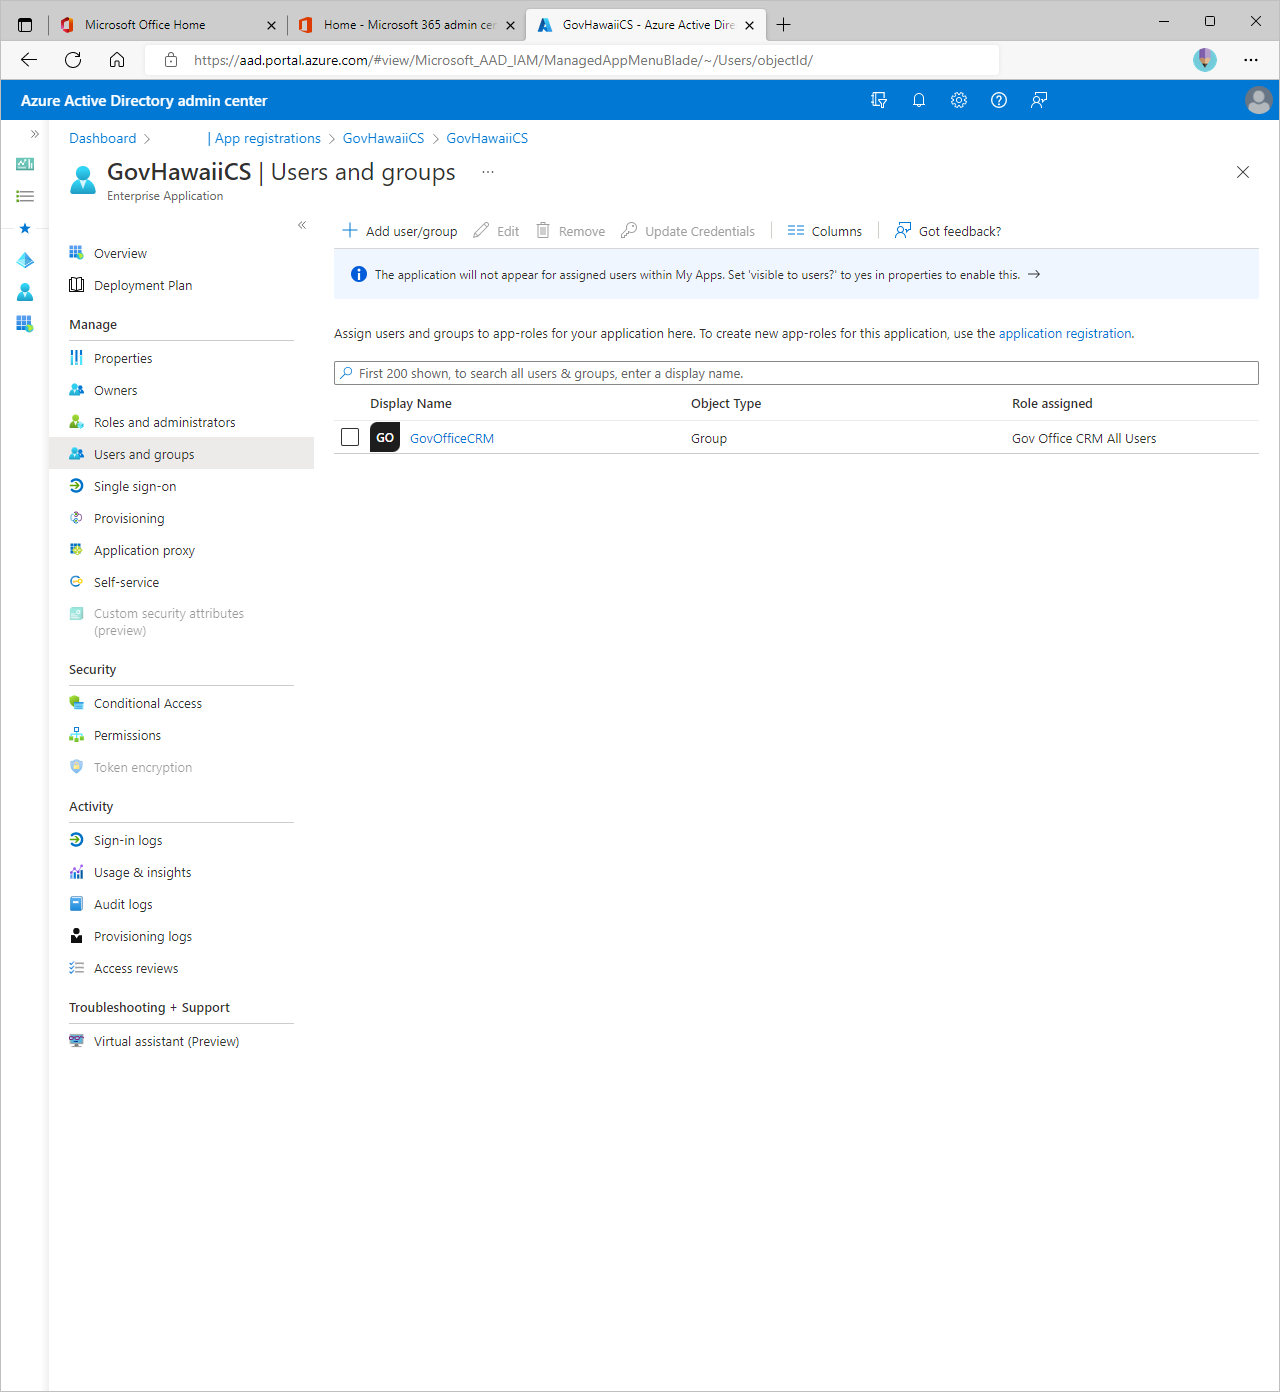 Microsoft Office Home
Home - Microsoft 365 admin cer
GovHawaiiCS - Azure Active Dire
https://aad.portal.azure.com/#view/Microsoft_AAD_IAM/ManagedAppMenuBlade/~/Users/objectId/
Azure Active Directory admin center
Dashboard > | App registrations > GovHawaiiCS > GovHawaiiCS
GovHawaiiCS | Users and groups ...
Enterprise Application
Add user/group Edit Remove Update Credentials Columns Got feedback?
The application will not appear for assigned users within My Apps. Set 'visible to users?' to yes in properties to enable this. →
Assign users and groups to app-roles for your application here. To create new app-roles for this application, use the application registration.
First 200 shown, to search all users & groups, enter a display name.
Display Name Object Type Role assigned
GO GovOfficeCRM Group Gov Office CRM All Users
Overview
Deployment Plan
Manage
Properties
Owners
Roles and administrators
Users and groups
Single sign-on
Provisioning
Application proxy
Self-service
Custom security attributes
(preview)
Security
Conditional Access
Permissions
Token encryption
Activity
Sign-in logs
Usage & insights
Audit logs
Provisioning logs
Access reviews
Troubleshooting + Support
Virtual assistant (Preview)